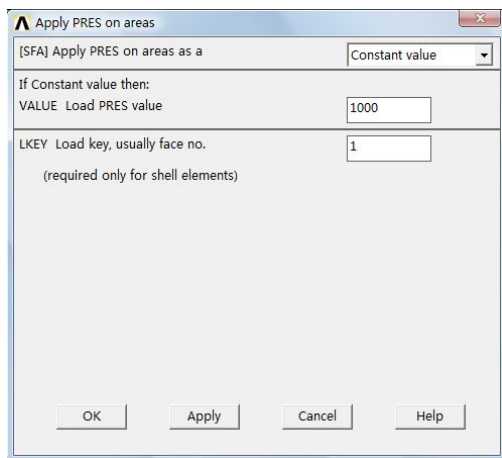 Apply PRES on areas
[SFA] Apply PRES on areas as a
Constant value
If Constant value then:
VALUE Load PRES value
1000
LKEY Load key, usually face no.
1
(required only for shell elements)
OK Apply Cancel Help